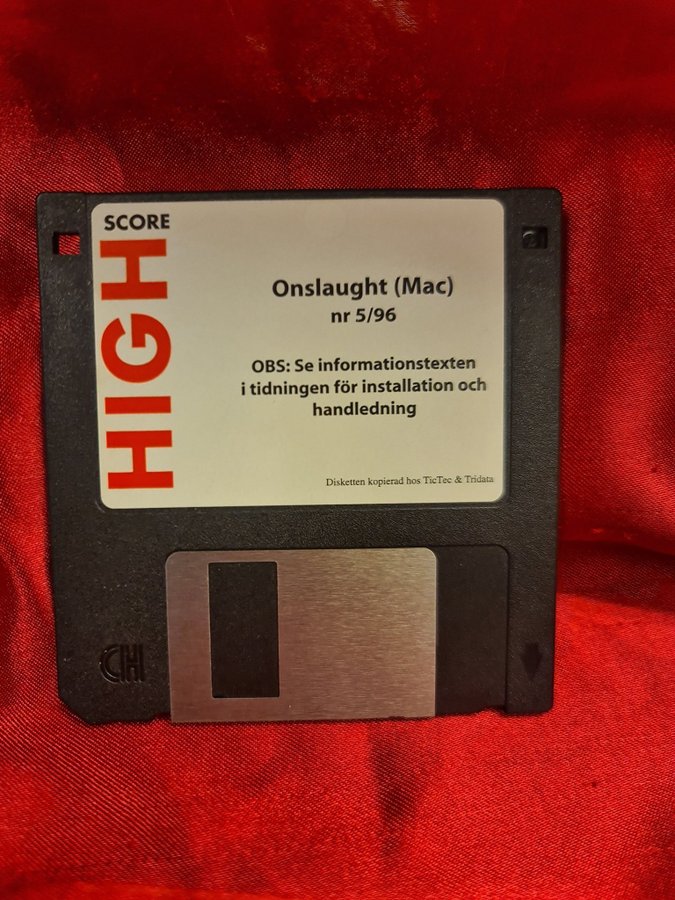 SCORE
HIGH
Onslaught (Mac)
nr 5/96
OBS: Se informationstexten
i tidningen för installation och
handledning
Disketten kopierad hos TicTec & Tridata
CH